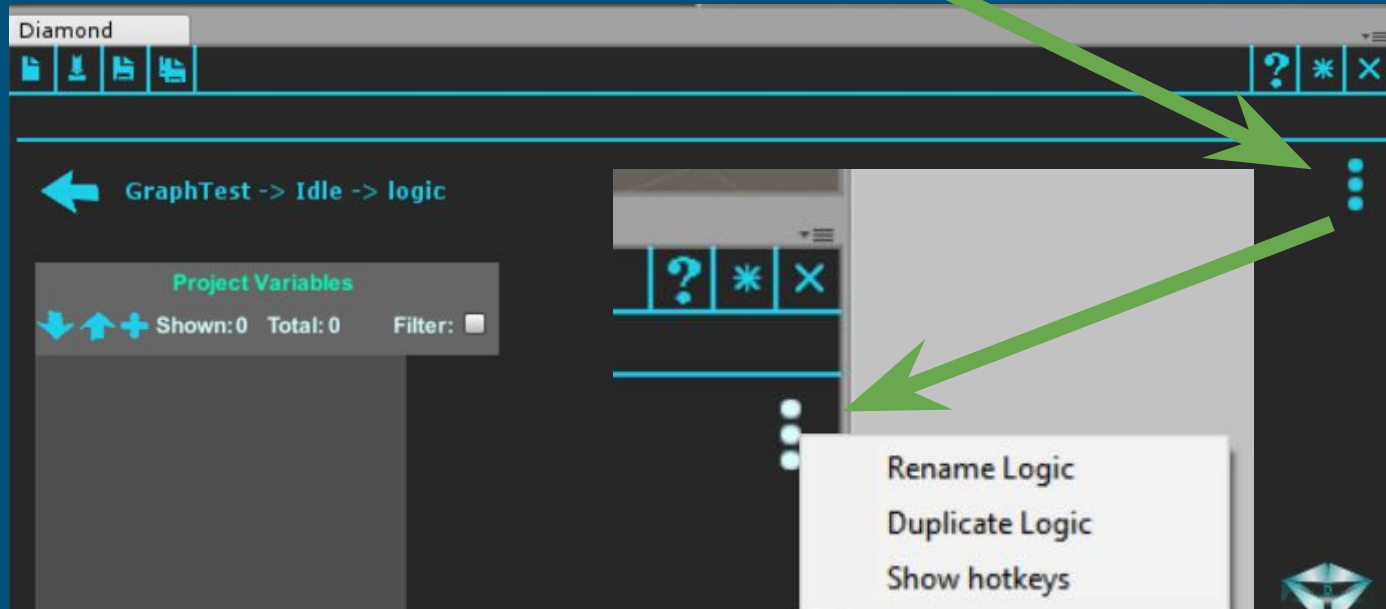 Diamond
GraphTest -> Idle -> logic
Project Variables
Shown:0 Total:0 Filter:
Rename Logic
Duplicate Logic
Show hotkeys